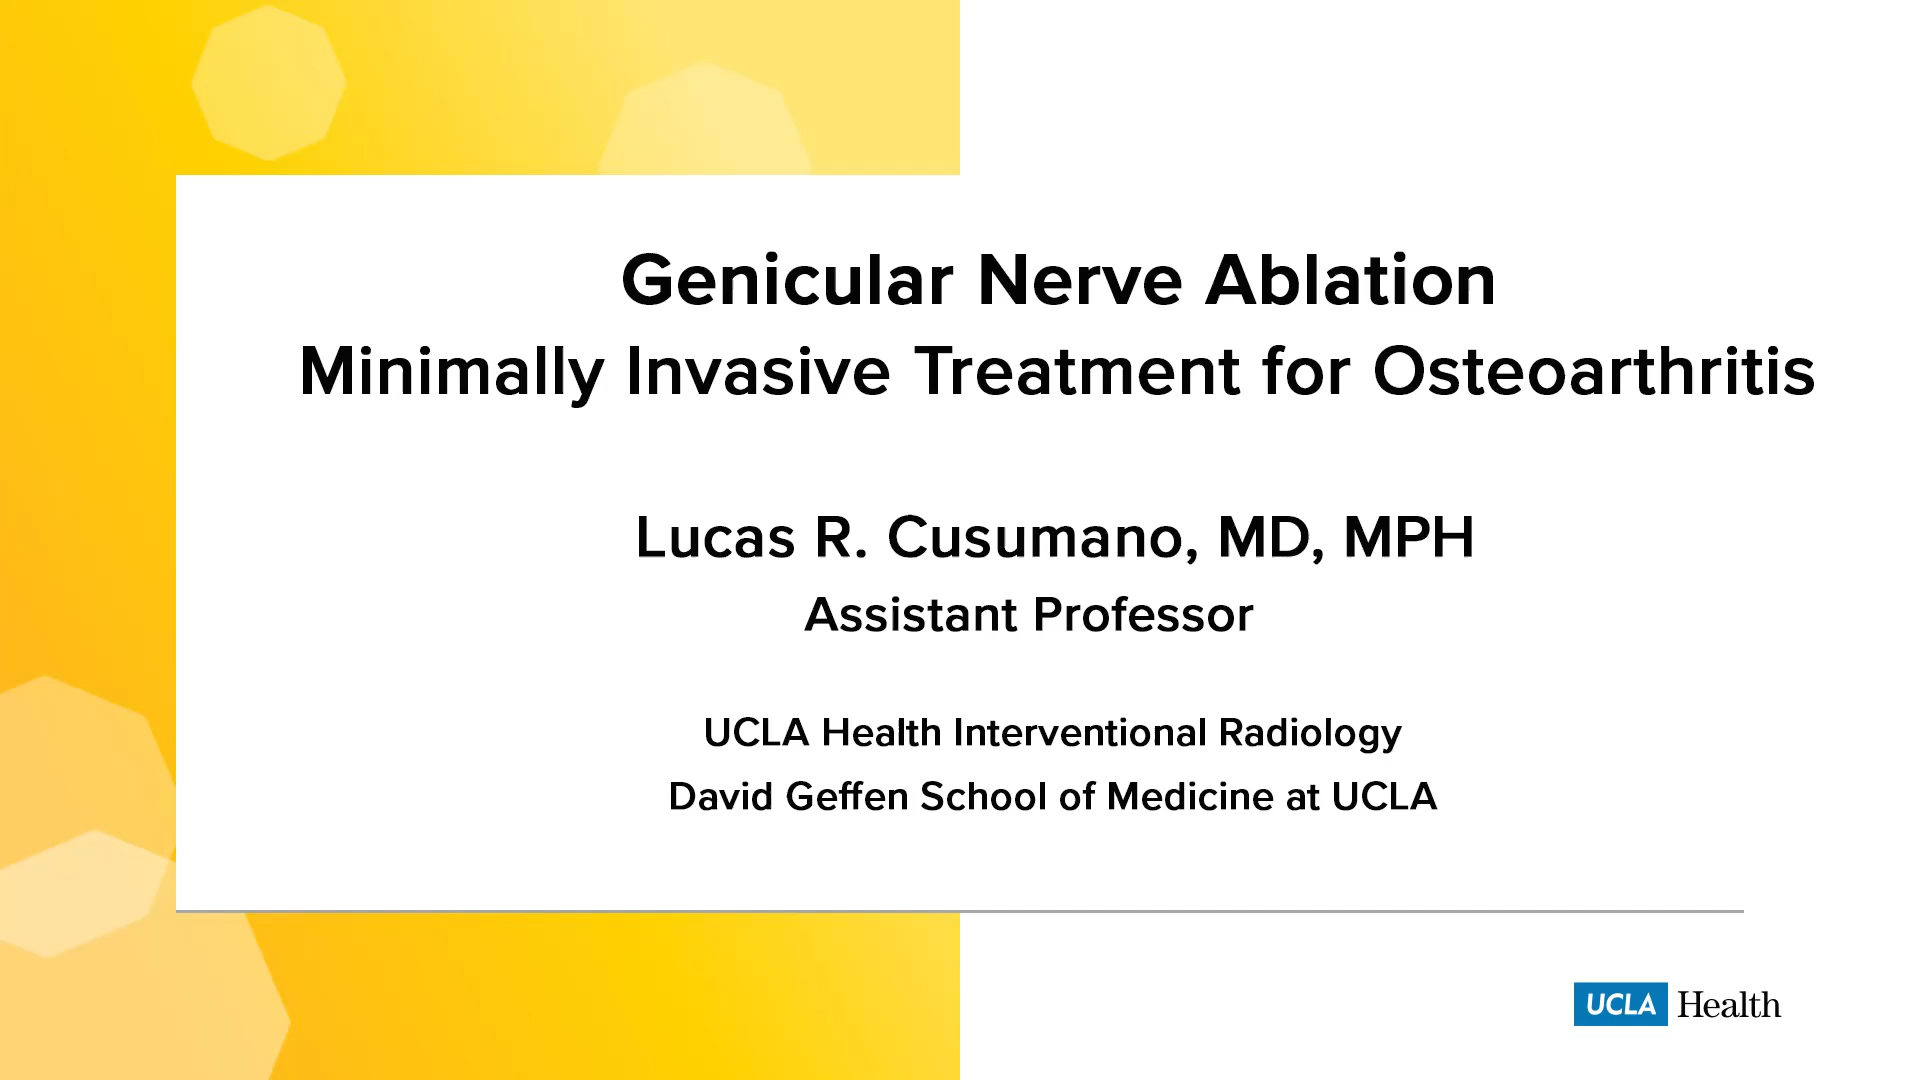 Genicular Nerve Ablation
Minimally Invasive Treatment for Osteoarthritis
Lucas R. Cusumano, MD, MPH
Assistant Professor
UCLA Health Interventional Radiology
David Geffen School of Medicine at UCLA
UCLA Health